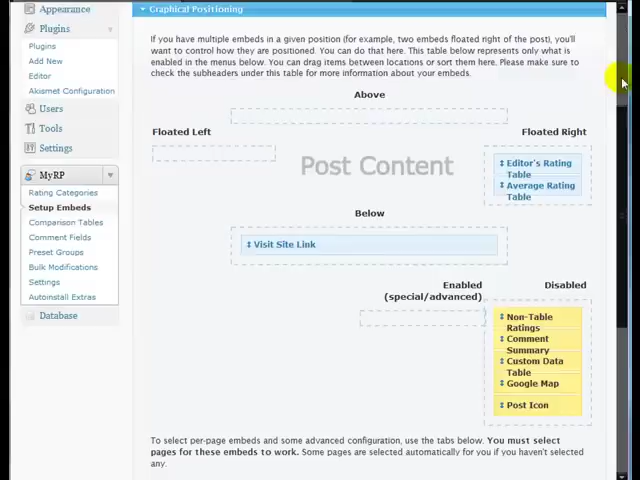 Appearance
Plugins
Plugins
Add New
Editor
Akismet Configuration
Users
Tools
Settings
MyRP
Rating Categories
Setup Embeds
Comparison Tables
Comment Fields
Preset Groups
Bulk Modifications
Settings
Autoinstall Extras
Database
Graphical Positioning
If you have multiple embeds in a given position (for example, two embeds floated right of the post), you'll
want to control how they are positioned. You can do that here. This table below represents only what is
enabled in the menus below. You can drag items between locations or sort them here. Please make sure to
check the subheaders under this table for more information about your embeds.
Above
Floated Left
Floated Right
Post Content
Editor's Rating
Table
Average Rating
Table
Below
Visit Site Link
Enabled
(special/advanced)
Disabled
Non-Table
Ratings
Comment
Summary
Custom Data
Table
Google Map
Post Icon
To select per-page embeds and some advanced configuration, use the tabs below. You must select
pages for these embeds to work. Some pages are selected automatically for you if you haven't selected
any.